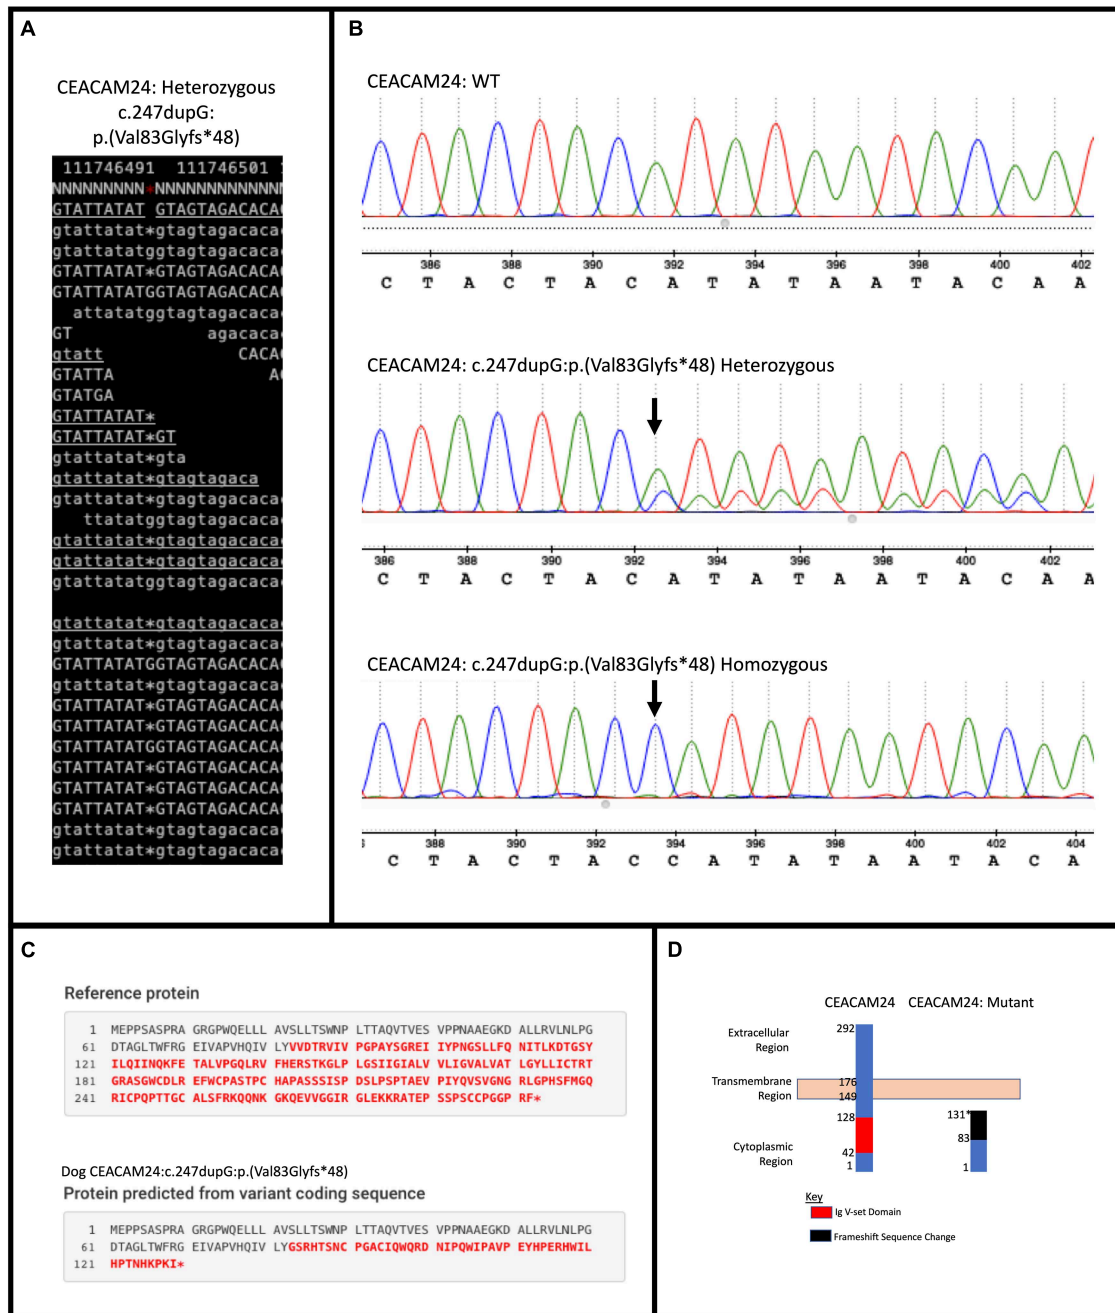 A
CEACAM24: Heterozygous
c.247dupG:
p.(Val83Glyfs*48)
111746491 111746501
NNNNNNNNN*NNNNNNNNNNNNN
GTATTATAT GTAGTAGACACA
gtattatat*gtagtagacaca
gtattatatggtagtagacaca
GTATTATAT*GTAGTAGACACA
GTATTATATGGTAGTAGACACA
attatatggtagtagacaca
GT agacaca
gtatt CACA
GTATTA A
GTATGA
GTATTATAT*
GTATTATAT*GT
gtattatat*gta
gtattatat*gtagtagaca
gtattatat*gtagtagacaca
ttatatggtagtagacaca
gtattatat*gtagtagacaca
gtattatat*gtagtagacaca
gtattatatggtagtagacaca
gtattatat*gtagtagacaca
gtattatat*gtagtagacaca
GTATTATATGGTAGTAGACACA
gtattatat*gtagtagacaca
GTATTATAT*GTAGTAGACACA
GTATTATAT*GTAGTAGACACA
GTATTATATGGTAGTAGACACA
GTATTATAT*GTAGTAGACACA
GTATTATAT*GTAGTAGACACA
GTATTATAT*GTAGTAGACACA
gtattatat*gtagtagacaca
gtattatat*gtagtagacaca
B
CEACAM24: WT
386 388 390 392 394 396 398 400 402
C T A C T A C A T A T A A T A C A A
CEACAM24: c.247dupG:p.(Val83Glyfs*48) Heterozygous
386 388 390 392 394 396 398 400 402
C T A C T A C A T A T A A T A C A A
CEACAM24: c.247dupG:p.(Val83Glyfs*48) Homozygous
388 390 392 394 396 398 400 402 404
C T A C T A C C A T A T A A T A C A
C
Reference protein
1 MEPPSASPRA GRGPWQELLL AVSLLTSWNP LTTAQVTVES VPPNAAEGKD ALLRVLNLPG
61 DTAGLTWFRG EIVAPVHQIV LYVVDTRVIV PGPAYSGREI IYPNGSLLFQ NITLKDTGSY
121 ILQIINQKFE TALVPGQLRV FHERSTKGLP LGSIIGIALV VLIGVALVAT LGYLLICTRT
181 GRASGWCDLR EFWCPASTPC HAPASSSISP DSLPSPTAEV PIYQVSVGNG RLGPHSFMGQ
241 RICPQPTTGC ALSFRKQQNK GKQEVVGGIR GLEKKRATEP SSPSCCPGGP RF*
Dog CEACAM24:c.247dupG:p.(Val83Glyfs*48)
Protein predicted from variant coding sequence
1 MEPPSASPRA GRGPWQELLL AVSLLTSWNP LTTAQVTVES VPPNAAEGKD ALLRVLNLPG
61 DTAGLTWFRG EIVAPVHQIV LYGSRHTSNC PGACIQWQRD NIPQWIPAVP EYHPERHWIL
121 HPTNHKPKI*
D
CEACAM24 CEACAM24: Mutant
Extracellular
Region
292
Transmembrane
Region
176
149
128
131*
83
Cytoplasmic
Region
42
1
1
Key
Ig V-set Domain
Frameshift Sequence Change